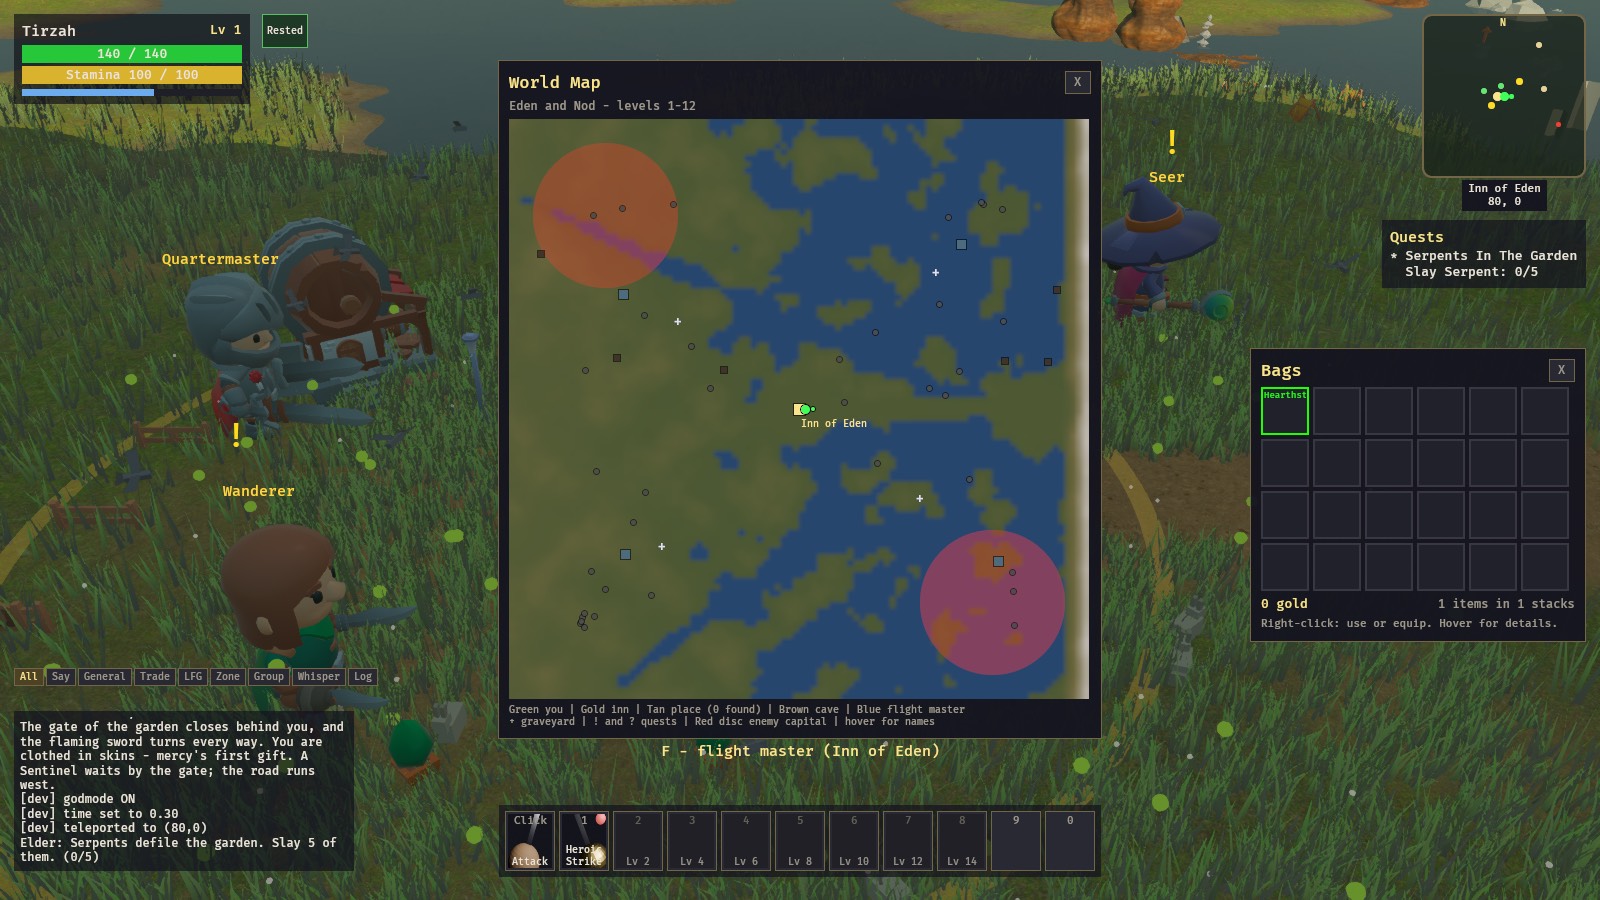 Tirzah Lv 1
140 / 140
Stamina 100 / 100
Rested
World Map X
Eden and Nod - levels 1-12
Inn of Eden
Green you | Gold inn | Tan place (0 found) | Brown cave | Blue flight master
+ graveyard | ! and ? quests | Red disc enemy capital | hover for names
F - flight master (Inn of Eden)
Quartermaster
!
Wanderer
!
Seer
N
Inn of Eden
80, 0
Quests
* Serpents In The Garden
Slay Serpent: 0/5
Bags X
Hearthst
0 gold 1 items in 1 stacks
Right-click: use or equip. Hover for details.
All Say General Trade LFG Zone Group Whisper Log
The gate of the garden closes behind you, and
the flaming sword turns every way. You are
clothed in skins - mercy's first gift. A
Sentinel waits by the gate; the road runs
west.
[dev] godmode ON
[dev] time set to 0.30
[dev] teleported to (80,0)
Elder: Serpents defile the garden. Slay 5 of
them. (0/5)
Click 1 2 3 4 5 6 7 8 9 0
Attack Heroic Strike Lv 2 Lv 4 Lv 6 Lv 8 Lv 10 Lv 12 Lv 14